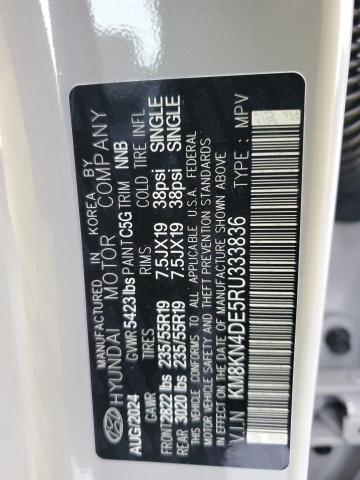 MANUFACTURED IN KOREA BY
HYUNDAI MOTOR COMPANY
AUG/2024 GVWR 5423 lbs PAINT C5G TRIM NNB
GAWR TIRES RIMS COLD TIRE INFL
FRONT 2822 lbs 235/55R19 7.5JX19 38psi SINGLE
REAR 3020 lbs 235/55R19 7.5JX19 38psi SINGLE
THIS VEHICLE CONFORMS TO ALL APPLICABLE U.S.A. FEDERAL
MOTOR VEHICLE SAFETY, BUMPER, AND THEFT PREVENTION STANDARDS
IN EFFECT ON THE DATE OF MANUFACTURE SHOWN ABOVE
V.I.N : KM8KN4DE5RU333836 TYPE : MPV